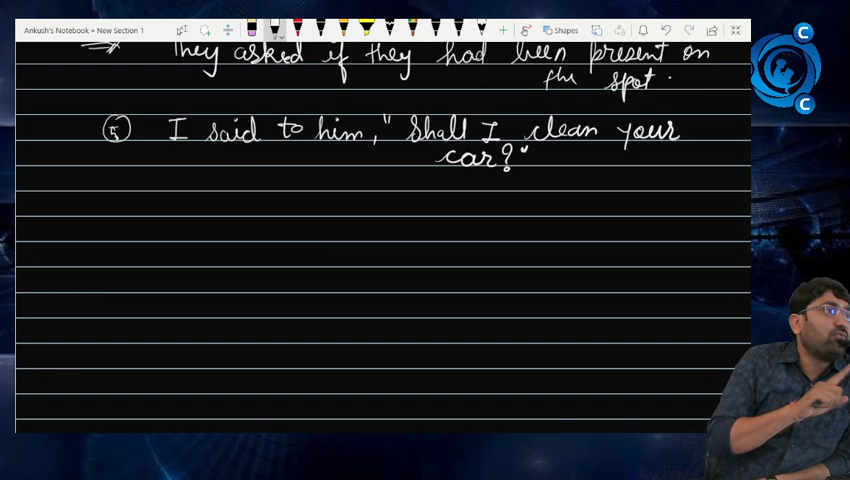 Ankush's Notebook » New Section 1
Shapes
They asked if they had been present on
the spot.
5 I said to him, "Shall I clean your
car?"
C
C